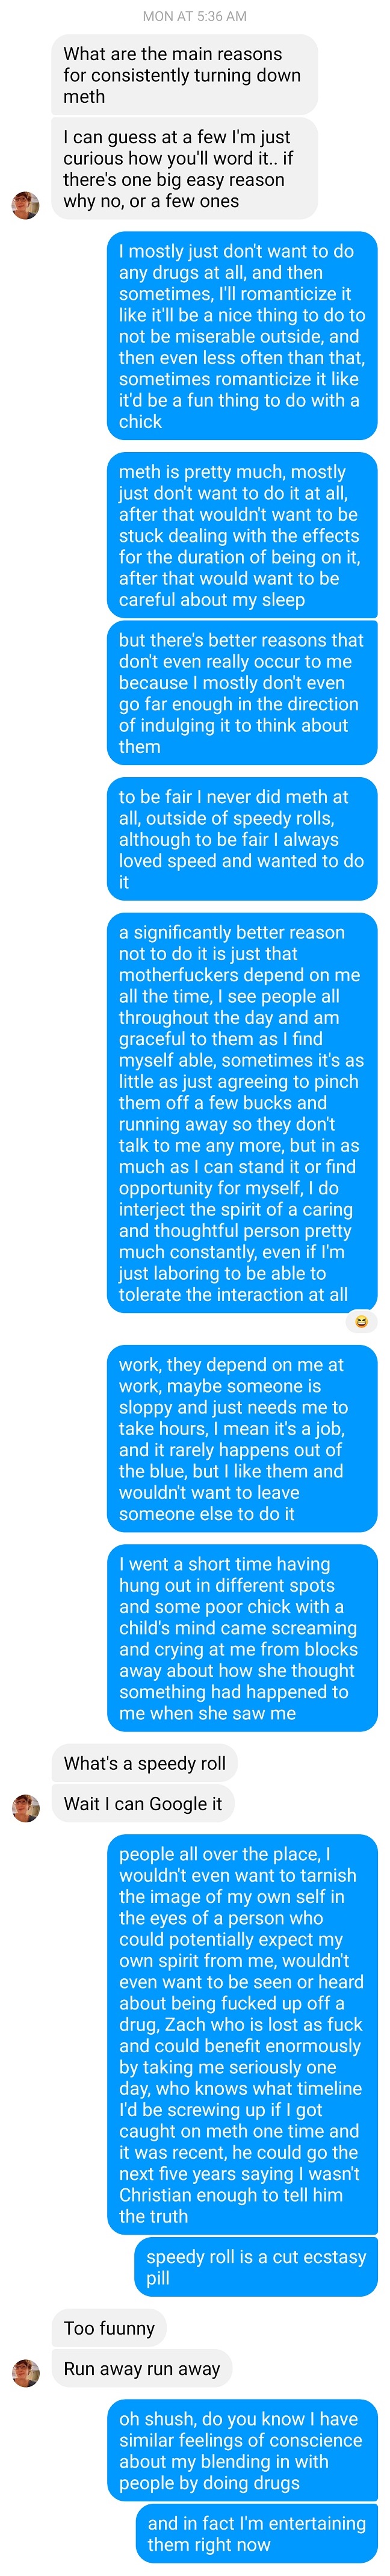 MON AT 5:36 AM
What are the main reasons
for consistently turning down
meth
I can guess at a few I'm just
curious how you'll word it.. if
there's one big easy reason
why no, or a few ones
I mostly just don't want to do
any drugs at all, and then
sometimes, I'll romanticize it
like it'll be a nice thing to do to
not be miserable outside, and
then even less often than that,
sometimes romanticize it like
it'd be a fun thing to do with a
chick
meth is pretty much, mostly
just don't want to do it at all,
after that wouldn't want to be
stuck dealing with the effects
for the duration of being on it,
after that would want to be
careful about my sleep
but there's better reasons that
don't even really occur to me
because I mostly don't even
go far enough in the direction
of indulging it to think about
them
to be fair I never did meth at
all, outside of speedy rolls,
although to be fair I always
loved speed and wanted to do
it
a significantly better reason
not to do it is just that
motherfuckers depend on me
all the time, I see people all
throughout the day and am
graceful to them as I find
myself able, sometimes it's as
little as just agreeing to pinch
them off a few bucks and
running away so they don't
talk to me any more, but in as
much as I can stand it or find
opportunity for myself, I do
interject the spirit of a caring
and thoughtful person pretty
much constantly, even if I'm
just laboring to be able to
tolerate the interaction at all
work, they depend on me at
work, maybe someone is
sloppy and just needs me to
take hours, I mean it's a job,
and it rarely happens out of
the blue, but I like them and
wouldn't want to leave
someone else to do it
I went a short time having
hung out in different spots
and some poor chick with a
child's mind came screaming
and crying at me from blocks
away about how she thought
something had happened to
me when she saw me
What's a speedy roll
Wait I can Google it
people all over the place, I
wouldn't even want to tarnish
the image of my own self in
the eyes of a person who
could potentially expect my
own spirit from me, wouldn't
even want to be seen or heard
about being fucked up off a
drug, Zach who is lost as fuck
and could benefit enormously
by taking me seriously one
day, who knows what timeline
I'd be screwing up if I got
caught on meth one time and
it was recent, he could go the
next five years saying I wasn't
Christian enough to tell him
the truth
speedy roll is a cut ecstasy
pill
Too fuunny
Run away run away
oh shush, do you know I have
similar feelings of conscience
about my blending in with
people by doing drugs
and in fact I'm entertaining
them right now